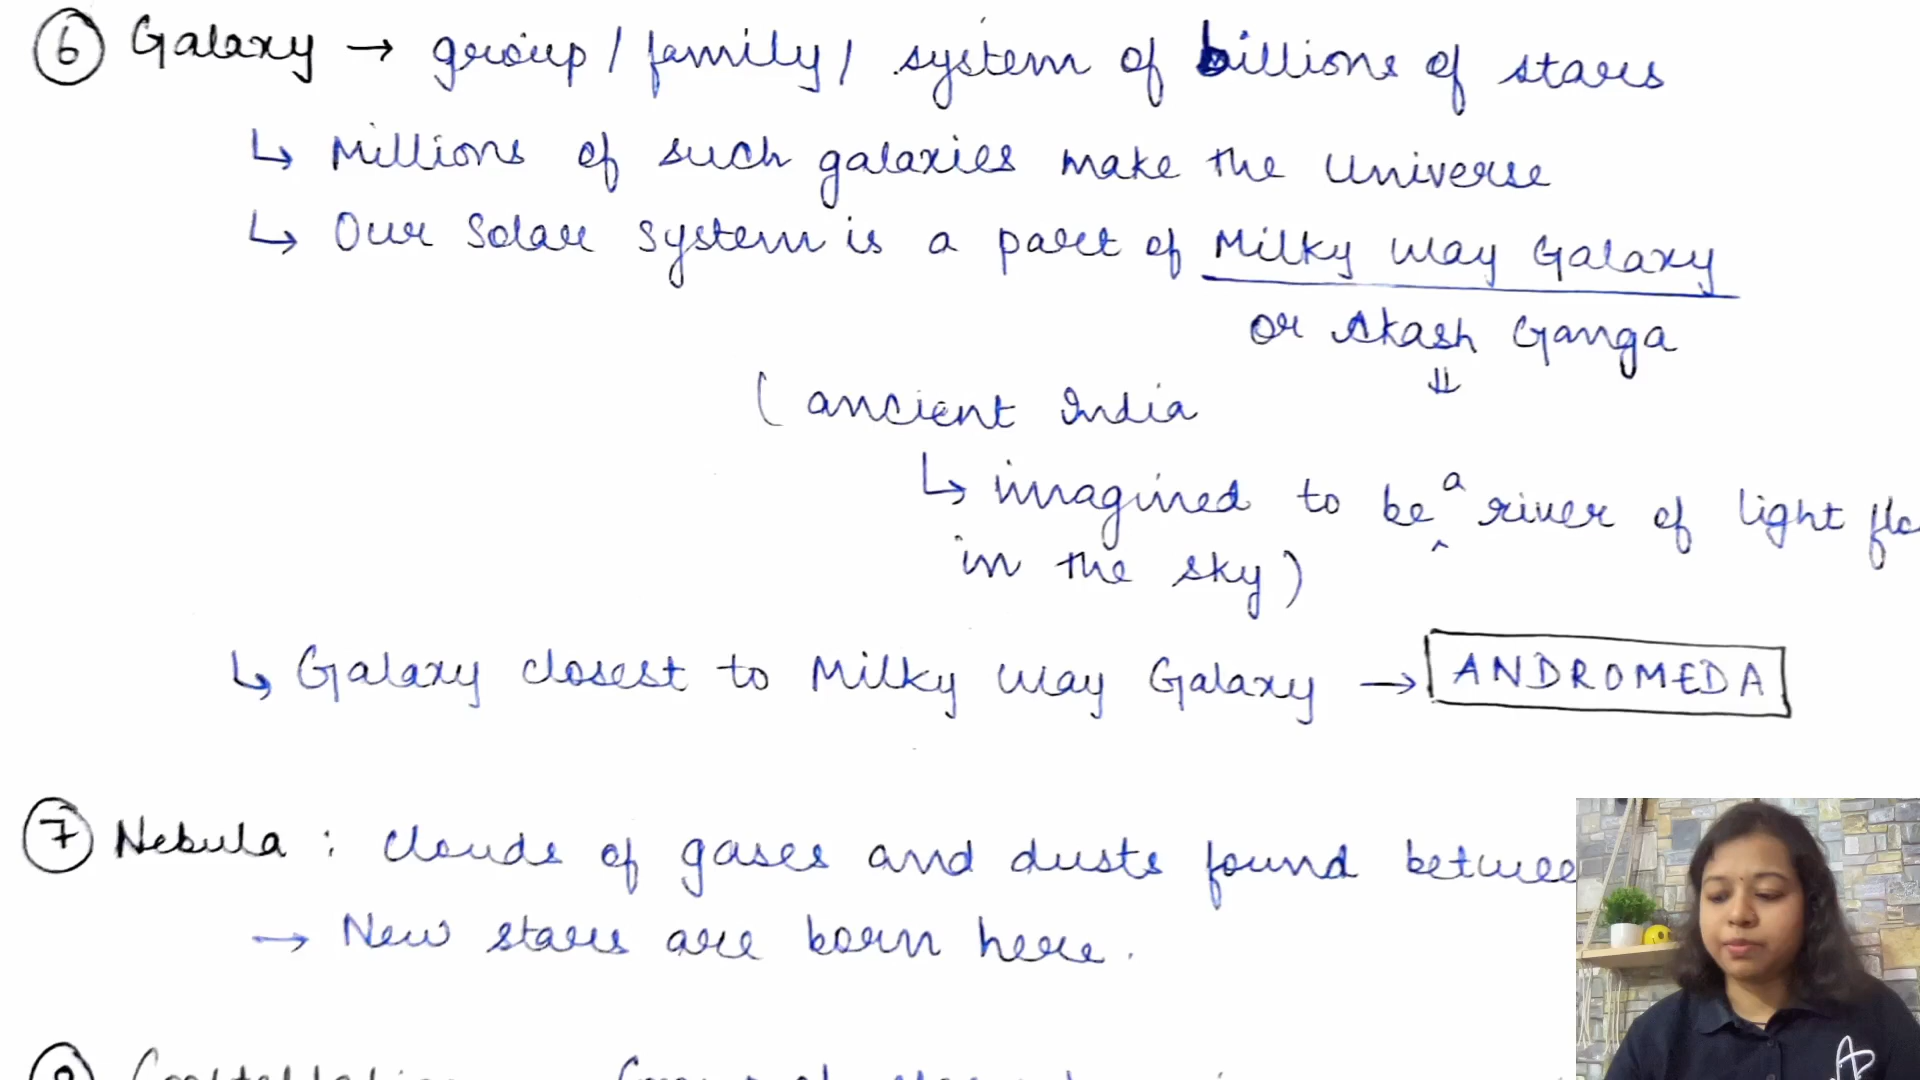 6 Galaxy → group / family / system of billions of stars
↳ Millions of such galaxies make the Universe
↳ Our Solar system is a part of Milky Way Galaxy
or Akash Ganga
⇓
(ancient India
↳ imagined to be ^a river of light flo
in the sky)
↳ Galaxy closest to Milky Way Galaxy → ANDROMEDA
7 Nebula : clouds of gases and dusts found betwee
→ New stars are born here.